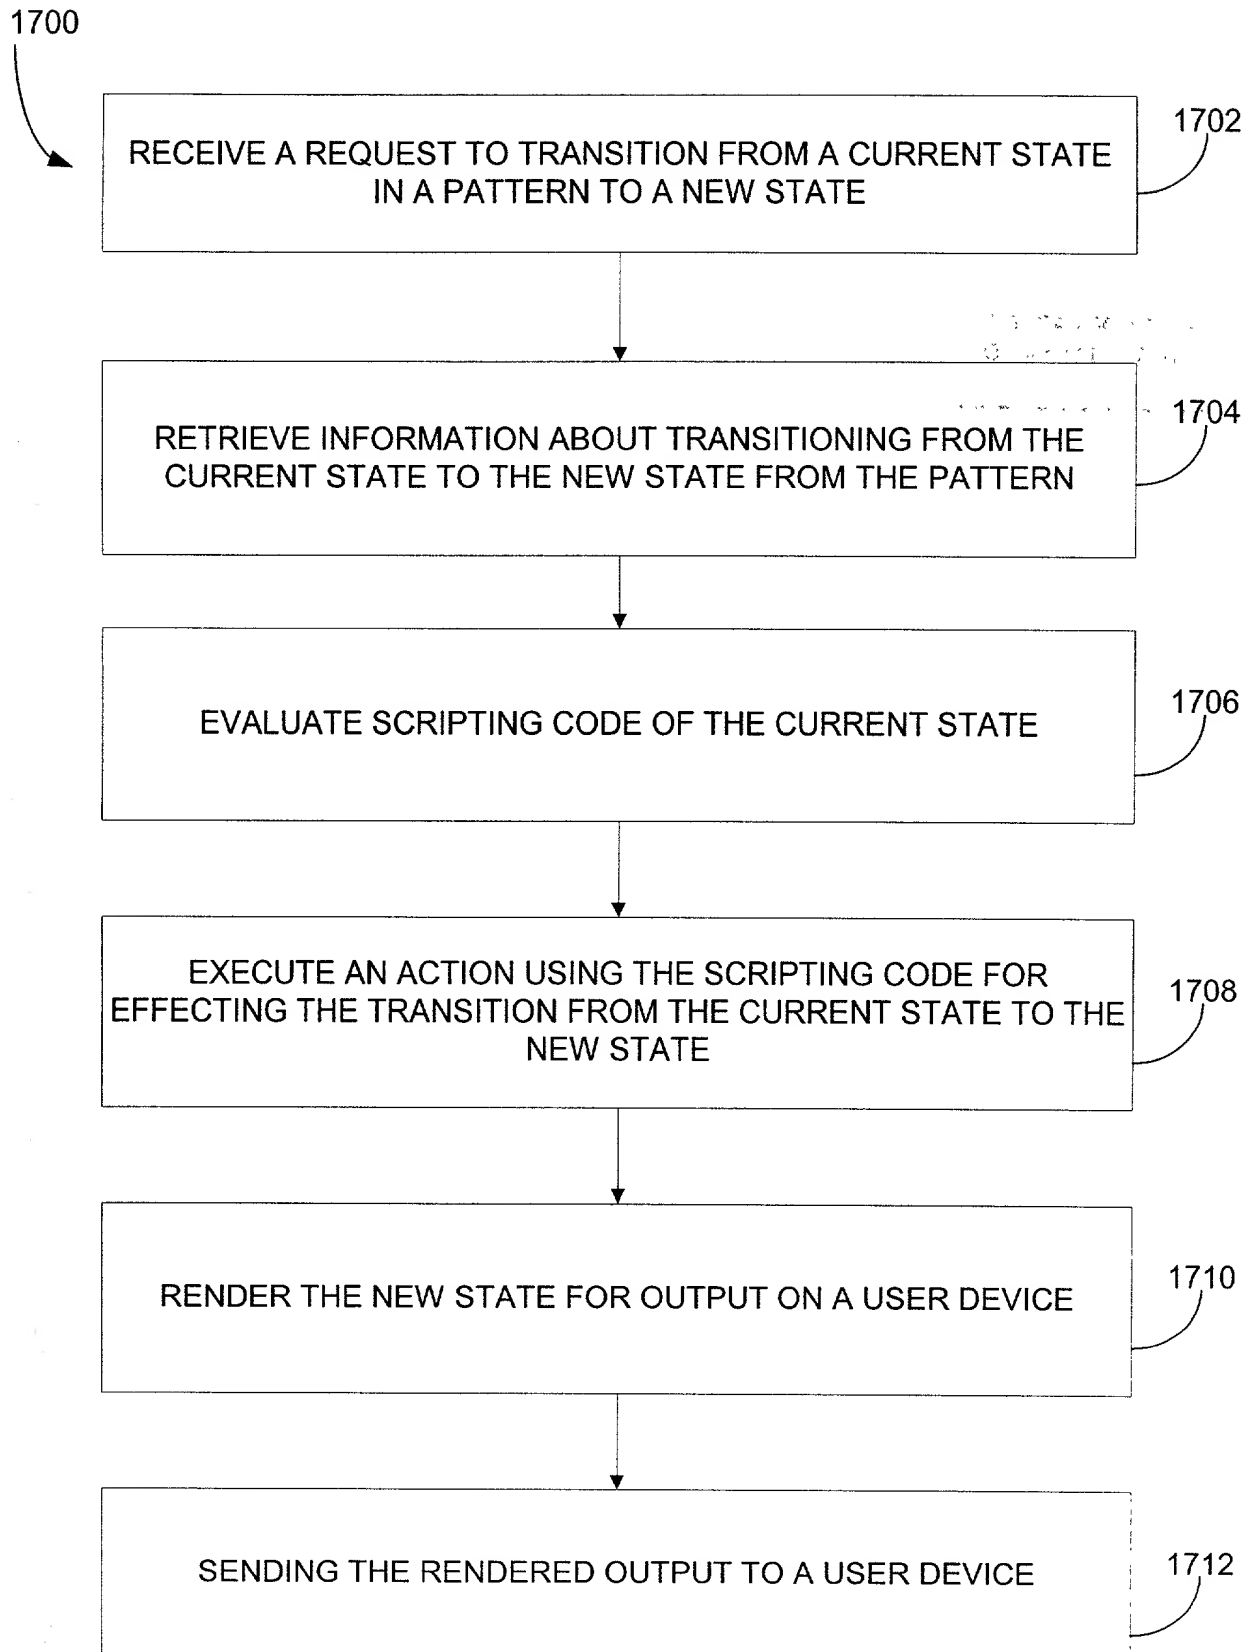 1700
1702
RECEIVE A REQUEST TO TRANSITION FROM A CURRENT STATE
IN A PATTERN TO A NEW STATE
1704
RETRIEVE INFORMATION ABOUT TRANSITIONING FROM THE
CURRENT STATE TO THE NEW STATE FROM THE PATTERN
1706
EVALUATE SCRIPTING CODE OF THE CURRENT STATE
1708
EXECUTE AN ACTION USING THE SCRIPTING CODE FOR
EFFECTING THE TRANSITION FROM THE CURRENT STATE TO THE
NEW STATE
1710
RENDER THE NEW STATE FOR OUTPUT ON A USER DEVICE
1712
SENDING THE RENDERED OUTPUT TO A USER DEVICE